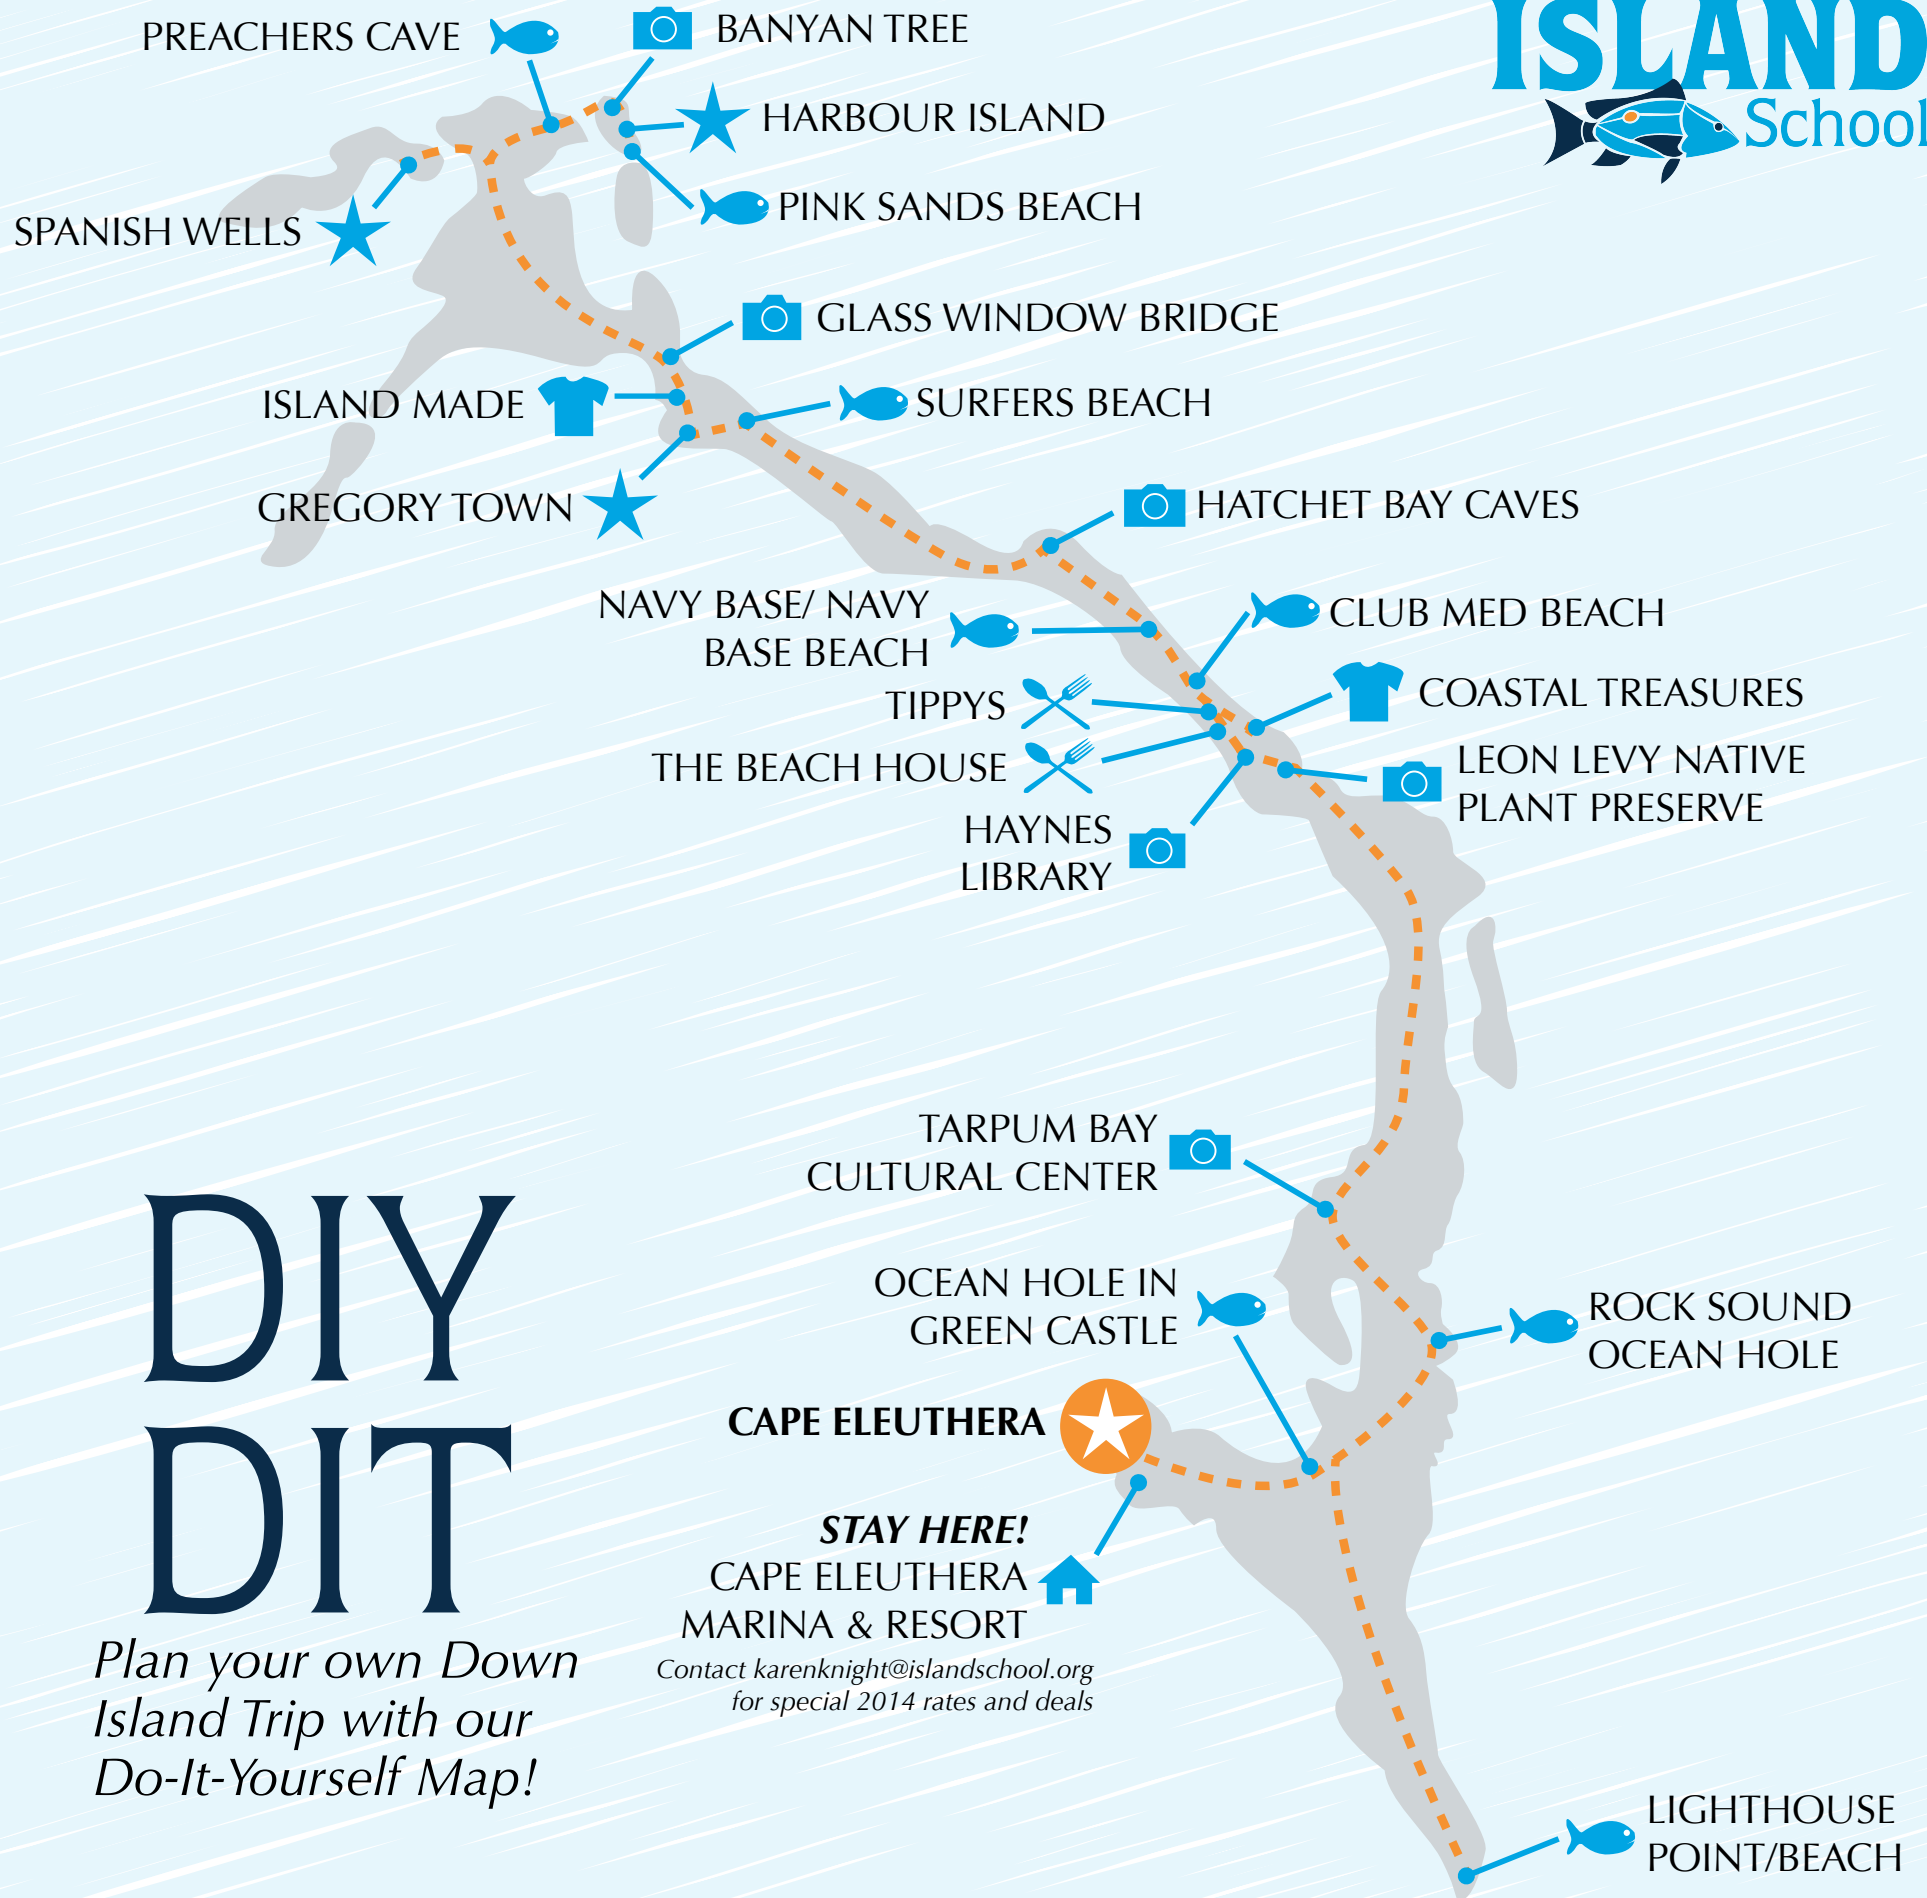 ISLAND
School
PREACHERS CAVE
BANYAN TREE
HARBOUR ISLAND
PINK SANDS BEACH
SPANISH WELLS
GLASS WINDOW BRIDGE
ISLAND MADE
SURFERS BEACH
GREGORY TOWN
HATCHET BAY CAVES
NAVY BASE/ NAVY
BASE BEACH
CLUB MED BEACH
TIPPYS
COASTAL TREASURES
THE BEACH HOUSE
LEON LEVY NATIVE
PLANT PRESERVE
HAYNES
LIBRARY
TARPUM BAY
CULTURAL CENTER
OCEAN HOLE IN
GREEN CASTLE
ROCK SOUND
OCEAN HOLE
CAPE ELEUTHERA
STAY HERE!
CAPE ELEUTHERA
MARINA & RESORT
Contact karenknight@islandschool.org
for special 2014 rates and deals
DIY
DIT
Plan your own Down
Island Trip with our
Do-It-Yourself Map!
LIGHTHOUSE
POINT/BEACH